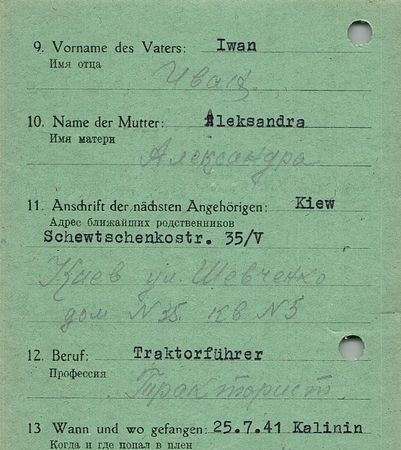 9. Vorname des Vaters: Iwan
Имя отца
Иван.
10. Name der Mutter: Aleksandra
Имя матери
Александра
11. Anschrift der nächsten Angehörigen: Kiew
Адрес ближайших родственников
Schewtschenkostr. 35/V
Киев ул. Шевченко
дом N 35. кв N 5
12. Beruf: Traktorführer
Профессия
Тракторист.
13 Wann und wo gefangen: 25.7.41 Kalinin
Когда и где попал в плен